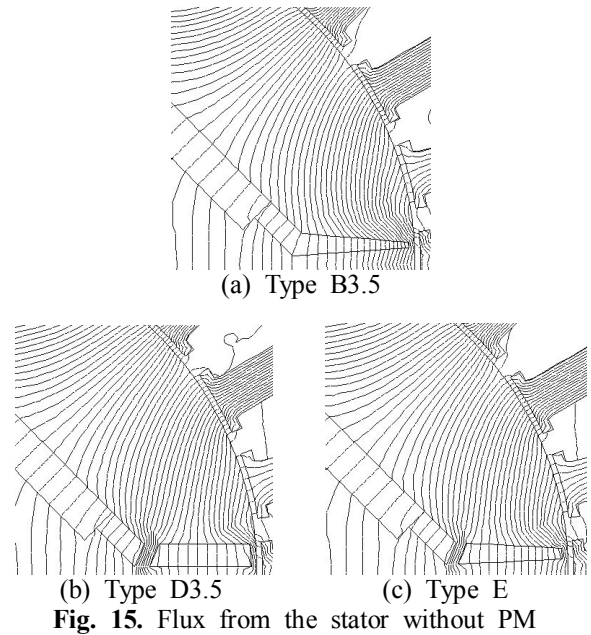 (a) Type B3.5
(b) Type D3.5
(c) Type E
Fig. 15. Flux from the stator without PM